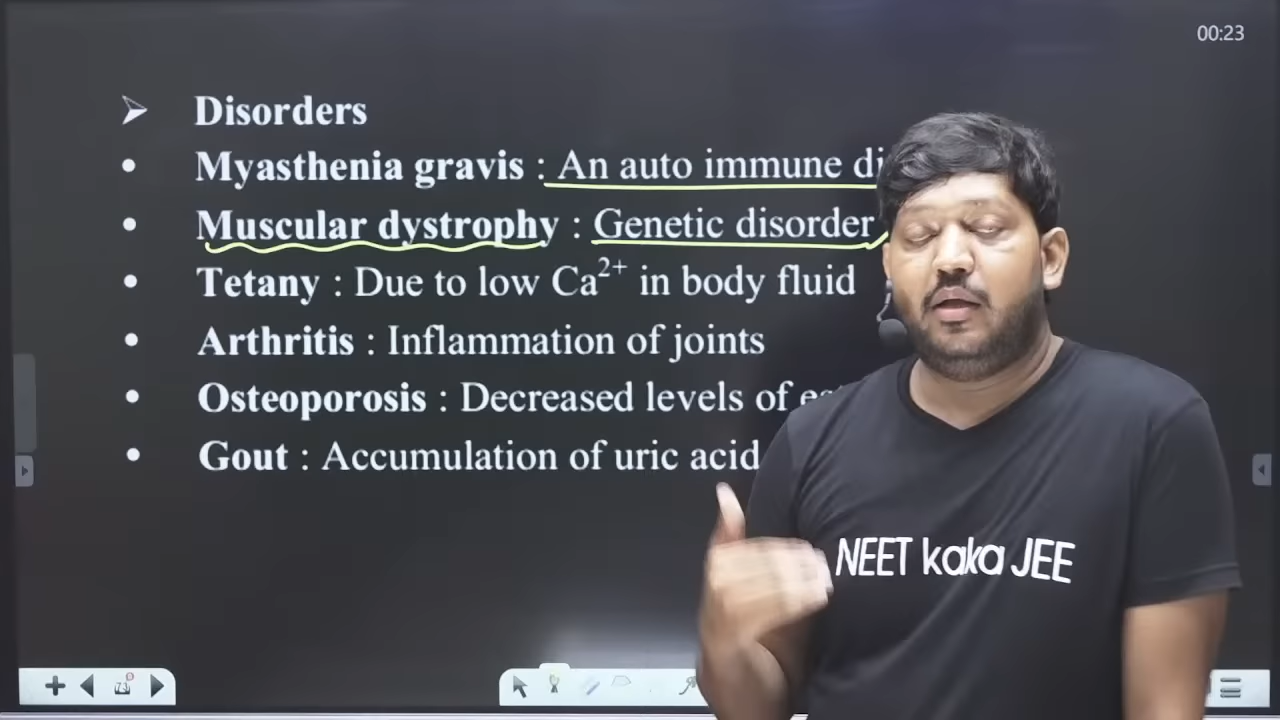 00:23
➢ Disorders
• Myasthenia gravis : An auto immune
• Muscular dystrophy : Genetic disorder
• Tetany : Due to low Ca²⁺ in body fluid
• Arthritis : Inflammation of joints
• Osteoporosis : Decreased levels of
• Gout : Accumulation of uric acid
NEET kaka JEE